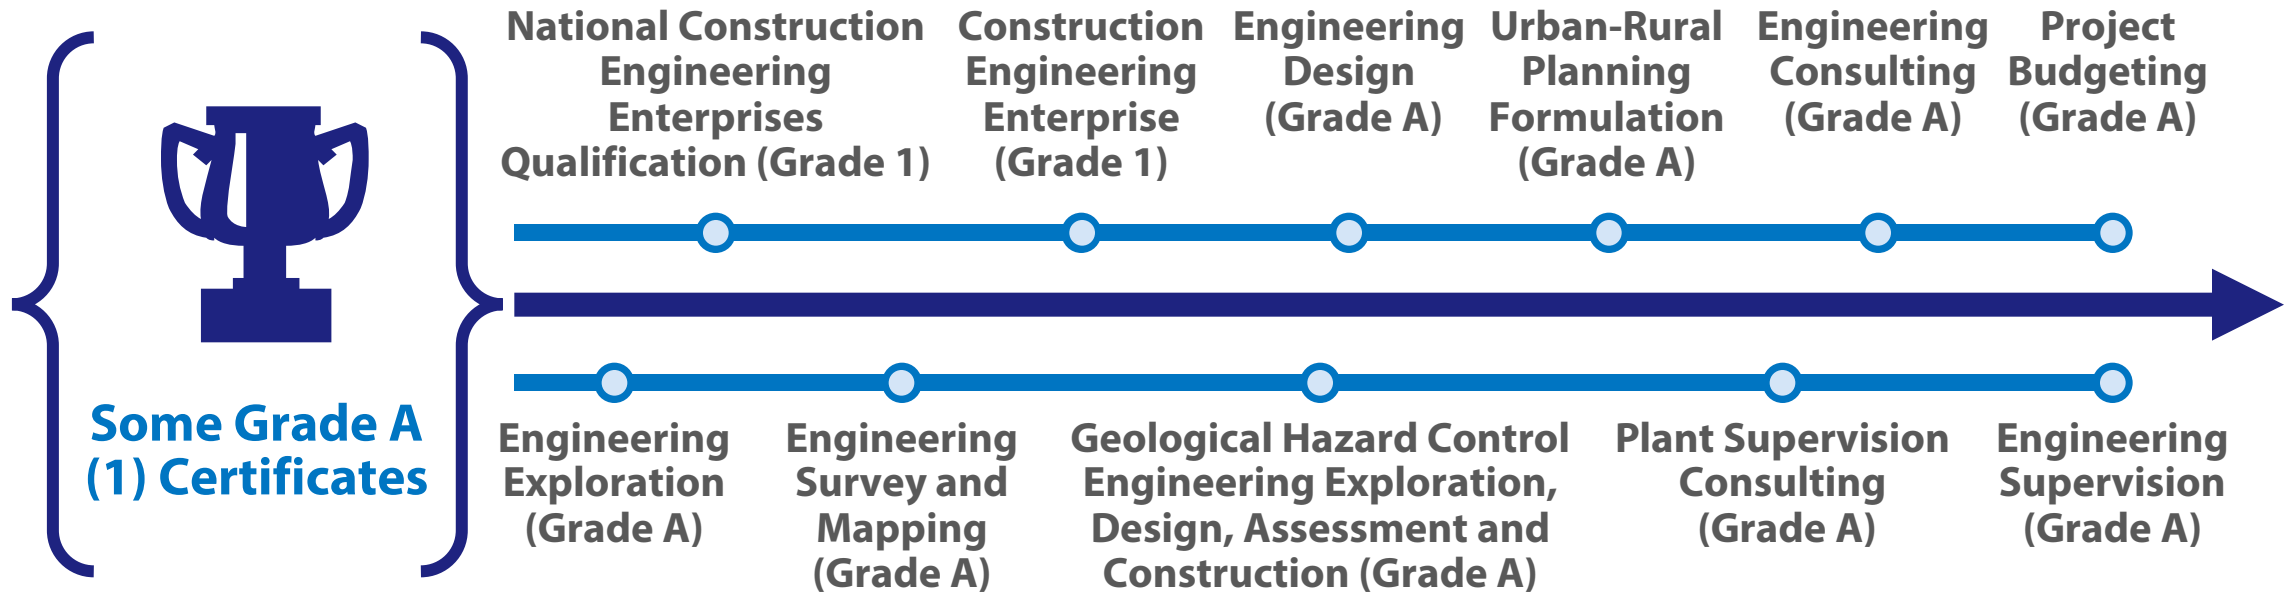 Some Grade A
(1) Certificates
National Construction
Engineering
Enterprises
Qualification (Grade 1)
Construction
Engineering
Enterprise
(Grade 1)
Engineering
Design
(Grade A)
Urban-Rural
Planning
Formulation
(Grade A)
Engineering
Consulting
(Grade A)
Project
Budgeting
(Grade A)
Engineering
Exploration
(Grade A)
Engineering
Survey and
Mapping
(Grade A)
Geological Hazard Control
Engineering Exploration,
Design, Assessment and
Construction (Grade A)
Plant Supervision
Consulting
(Grade A)
Engineering
Supervision
(Grade A)